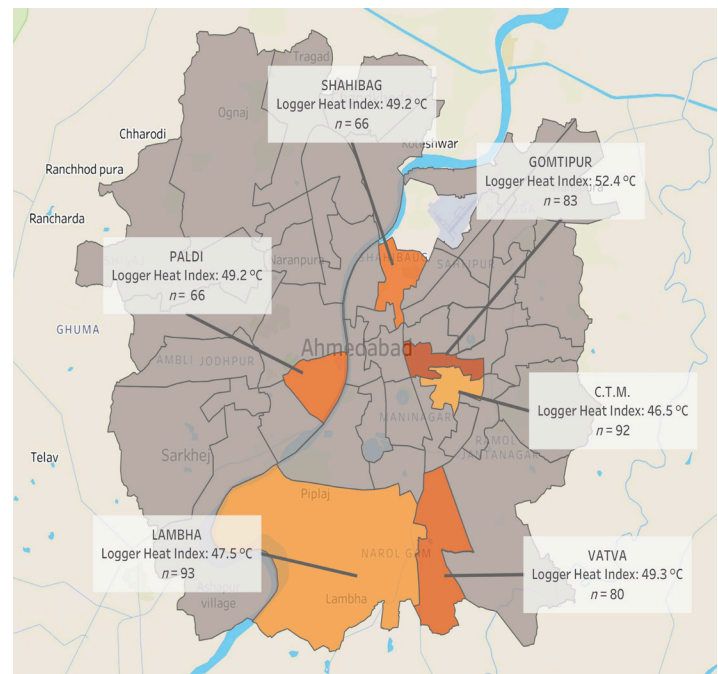 Tragad
SHAHIBAG
Logger Heat Index: 49.2 °C
n = 66
Ognaj
Chharodi
Koteshwar
GOMTIPUR
Logger Heat Index: 52.4 °C
n = 83
Ranchhod pura
Rancharda
PALDI
Logger Heat Index: 49.2 °C
n = 66
Naranpura
SHAHIBAUG
SARDARPUR
GHUMA
Ahmedabad
AMBLI
JODHPUR
C.T.M.
Logger Heat Index: 46.5 °C
n = 92
MANINAGAR
RAMOL
JANTANAGAR
Sarkhej
Telav
Piplaj
LAMBHA
Logger Heat Index: 47.5 °C
n = 93
NAROL GAM
VATVA
Logger Heat Index: 49.3 °C
n = 80
village
Lambha